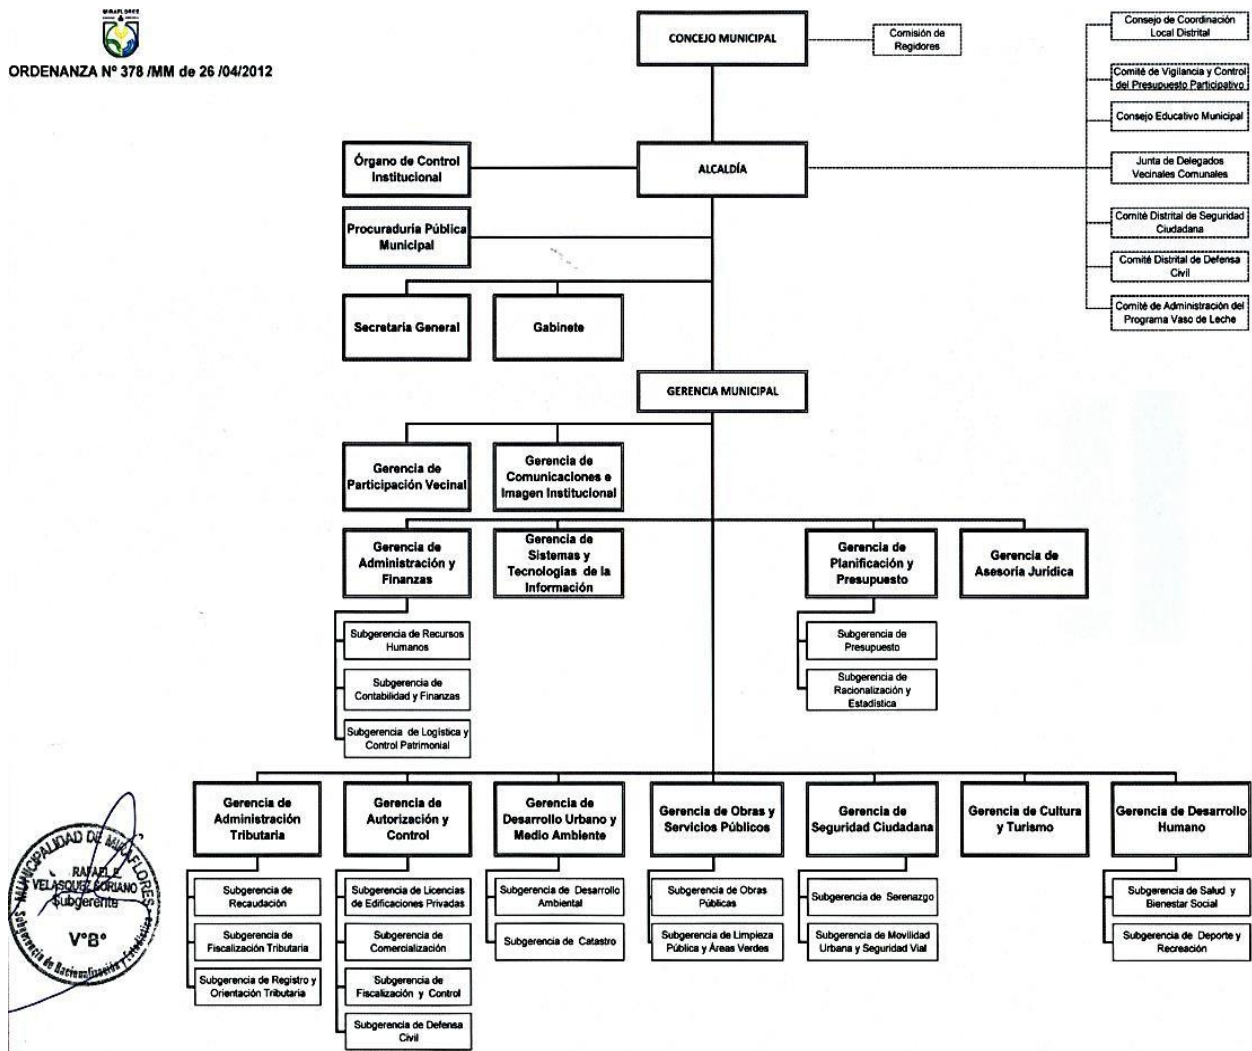 MIRAFLORES
ORDENANZA Nº 378 /MM de 26 /04/2012
CONCEJO MUNICIPAL
Comisión de
Regidores
Consejo de Coordinación
Local Distrital
Comité de Vigilancia y Control
del Presupuesto Participativo
Consejo Educativo Municipal
Órgano de Control
Institucional
ALCALDÍA
Junta de Delegados
Vecinales Comunales
Procuraduría Pública
Municipal
Comité Distrital de Seguridad
Ciudadana
Comité Distrital de Defensa
Civil
Secretaría General
Gabinete
Comité de Administración del
Programa Vaso de Leche
GERENCIA MUNICIPAL
Gerencia de
Participación Vecinal
Gerencia de
Comunicaciones e
Imagen Institucional
Gerencia de
Administración y
Finanzas
Gerencia de
Sistemas y
Tecnologías de la
Información
Gerencia de
Planificación y
Presupuesto
Gerencia de
Asesoría Jurídica
Subgerencia de Recursos
Humanos
Subgerencia de
Contabilidad y Finanzas
Subgerencia de Logística y
Control Patrimonial
Subgerencia de
Presupuesto
Subgerencia de
Racionalización y
Estadística
Gerencia de
Administración
Tributaria
Gerencia de
Autorización y
Control
Gerencia de
Desarrollo Urbano y
Medio Ambiente
Gerencia de Obras y
Servicios Públicos
Gerencia de
Seguridad Ciudadana
Gerencia de Cultura
y Turismo
Gerencia de Desarrollo
Humano
Subgerencia de
Recaudación
Subgerencia de
Fiscalización Tributaria
Subgerencia de Registro y
Orientación Tributaria
Subgerencia de Licencias
de Edificaciones Privadas
Subgerencia de
Comercialización
Subgerencia de
Fiscalización y Control
Subgerencia de Defensa
Civil
Subgerencia de Desarrollo
Ambiental
Subgerencia de Catastro
Subgerencia de Obras
Públicas
Subgerencia de Limpieza
Pública y Áreas Verdes
Subgerencia de Serenazgo
Subgerencia de Movilidad
Urbana y Seguridad Vial
Subgerencia de Salud y
Bienestar Social
Subgerencia de Deporte y
Recreación
MUNICIPALIDAD DE MIRAFLORES
RAFAEL E.
VELASQUEZ SORIANO
Subgerente
V°B°
Subgerencia de Racionalización y Estadística